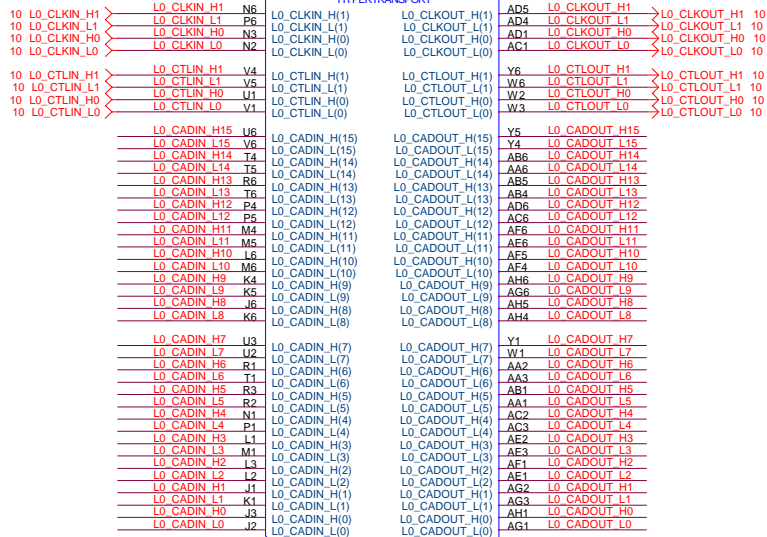 HYPERTRANSPORT
10 L0_CLKIN_H1 L0_CLKIN_H1 N6 L0_CLKIN_H(1) L0_CLKOUT_H(1) AD5 L0_CLKOUT_H1 L0_CLKOUT_H1 10
10 L0_CLKIN_L1 L0_CLKIN_L1 P6 L0_CLKIN_L(1) L0_CLKOUT_L(1) AD4 L0_CLKOUT_L1 L0_CLKOUT_L1 10
10 L0_CLKIN_H0 L0_CLKIN_H0 N3 L0_CLKIN_H(0) L0_CLKOUT_H(0) AD1 L0_CLKOUT_H0 L0_CLKOUT_H0 10
10 L0_CLKIN_L0 L0_CLKIN_L0 N2 L0_CLKIN_L(0) L0_CLKOUT_L(0) AC1 L0_CLKOUT_L0 L0_CLKOUT_L0 10
10 L0_CTLIN_H1 L0_CTLIN_H1 V4 L0_CTLIN_H(1) L0_CTLOUT_H(1) Y6 L0_CTLOUT_H1 L0_CTLOUT_H1 10
10 L0_CTLIN_L1 L0_CTLIN_L1 V5 L0_CTLIN_L(1) L0_CTLOUT_L(1) W6 L0_CTLOUT_L1 L0_CTLOUT_L1 10
10 L0_CTLIN_H0 L0_CTLIN_H0 U1 L0_CTLIN_H(0) L0_CTLOUT_H(0) W2 L0_CTLOUT_H0 L0_CTLOUT_H0 10
10 L0_CTLIN_L0 L0_CTLIN_L0 V1 L0_CTLIN_L(0) L0_CTLOUT_L(0) W3 L0_CTLOUT_L0 L0_CTLOUT_L0 10
L0_CADIN_H15 U6 L0_CADIN_H(15) L0_CADOUT_H(15) Y5 L0_CADOUT_H15
L0_CADIN_L15 V6 L0_CADIN_L(15) L0_CADOUT_L(15) Y4 L0_CADOUT_L15
L0_CADIN_H14 T4 L0_CADIN_H(14) L0_CADOUT_H(14) AB6 L0_CADOUT_H14
L0_CADIN_L14 T5 L0_CADIN_L(14) L0_CADOUT_L(14) AA6 L0_CADOUT_L14
L0_CADIN_H13 R6 L0_CADIN_H(13) L0_CADOUT_H(13) AB5 L0_CADOUT_H13
L0_CADIN_L13 T6 L0_CADIN_L(13) L0_CADOUT_L(13) AB4 L0_CADOUT_L13
L0_CADIN_H12 P4 L0_CADIN_H(12) L0_CADOUT_H(12) AD6 L0_CADOUT_H12
L0_CADIN_L12 P5 L0_CADIN_L(12) L0_CADOUT_L(12) AC6 L0_CADOUT_L12
L0_CADIN_H11 M4 L0_CADIN_H(11) L0_CADOUT_H(11) AF6 L0_CADOUT_H11
L0_CADIN_L11 M5 L0_CADIN_L(11) L0_CADOUT_L(11) AE6 L0_CADOUT_L11
L0_CADIN_H10 L6 L0_CADIN_H(10) L0_CADOUT_H(10) AF5 L0_CADOUT_H10
L0_CADIN_L10 M6 L0_CADIN_L(10) L0_CADOUT_L(10) AF4 L0_CADOUT_L10
L0_CADIN_H9 K4 L0_CADIN_H(9) L0_CADOUT_H(9) AH6 L0_CADOUT_H9
L0_CADIN_L9 K5 L0_CADIN_L(9) L0_CADOUT_L(9) AG6 L0_CADOUT_L9
L0_CADIN_H8 J6 L0_CADIN_H(8) L0_CADOUT_H(8) AH5 L0_CADOUT_H8
L0_CADIN_L8 K6 L0_CADIN_L(8) L0_CADOUT_L(8) AH4 L0_CADOUT_L8
L0_CADIN_H7 U3 L0_CADIN_H(7) L0_CADOUT_H(7) Y1 L0_CADOUT_H7
L0_CADIN_L7 U2 L0_CADIN_L(7) L0_CADOUT_L(7) W1 L0_CADOUT_L7
L0_CADIN_H6 R1 L0_CADIN_H(6) L0_CADOUT_H(6) AA2 L0_CADOUT_H6
L0_CADIN_L6 T1 L0_CADIN_L(6) L0_CADOUT_L(6) AA3 L0_CADOUT_L6
L0_CADIN_H5 R3 L0_CADIN_H(5) L0_CADOUT_H(5) AB1 L0_CADOUT_H5
L0_CADIN_L5 R2 L0_CADIN_L(5) L0_CADOUT_L(5) AA1 L0_CADOUT_L5
L0_CADIN_H4 N1 L0_CADIN_H(4) L0_CADOUT_H(4) AC2 L0_CADOUT_H4
L0_CADIN_L4 P1 L0_CADIN_L(4) L0_CADOUT_L(4) AC3 L0_CADOUT_L4
L0_CADIN_H3 L1 L0_CADIN_H(3) L0_CADOUT_H(3) AE2 L0_CADOUT_H3
L0_CADIN_L3 M1 L0_CADIN_L(3) L0_CADOUT_L(3) AE3 L0_CADOUT_L3
L0_CADIN_H2 L3 L0_CADIN_H(2) L0_CADOUT_H(2) AF1 L0_CADOUT_H2
L0_CADIN_L2 L2 L0_CADIN_L(2) L0_CADOUT_L(2) AE1 L0_CADOUT_L2
L0_CADIN_H1 J1 L0_CADIN_H(1) L0_CADOUT_H(1) AG2 L0_CADOUT_H1
L0_CADIN_L1 K1 L0_CADIN_L(1) L0_CADOUT_L(1) AG3 L0_CADOUT_L1
L0_CADIN_H0 J3 L0_CADIN_H(0) L0_CADOUT_H(0) AH1 L0_CADOUT_H0
L0_CADIN_L0 J2 L0_CADIN_L(0) L0_CADOUT_L(0) AG1 L0_CADOUT_L0